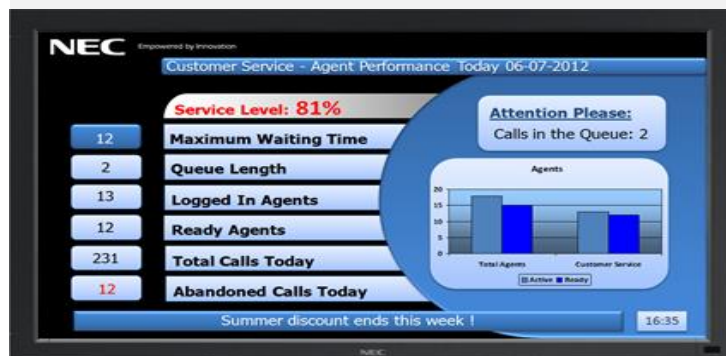 NEC Empowered by Innovation
Customer Service - Agent Performance Today 06-07-2012
Service Level: 81%
12 Maximum Waiting Time
2 Queue Length
13 Logged In Agents
12 Ready Agents
231 Total Calls Today
12 Abandoned Calls Today
Attention Please:
Calls in the Queue: 2
Agents
20
15
10
5
0
Total Agents Customer Service
Active Ready
Summer discount ends this week !
16:35
NEC